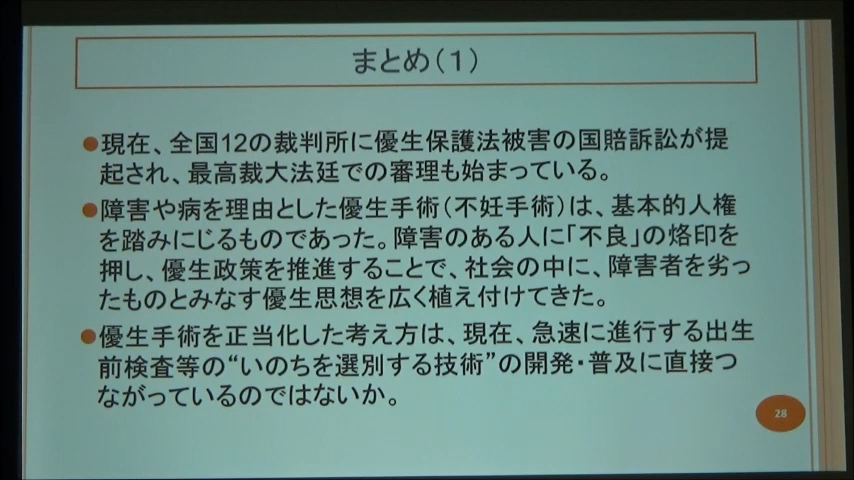 まとめ（1）
●現在、全国12の裁判所に優生保護法被害の国賠訴訟が提
起され、最高裁大法廷での審理も始まっている。
●障害や病を理由とした優生手術（不妊手術）は、基本的人権
を踏みにじるものであった。障害のある人に「不良」の烙印を
押し、優生政策を推進することで、社会の中に、障害者を劣っ
たものとみなす優生思想を広く植え付けてきた。
●優生手術を正当化した考え方は、現在、急速に進行する出生
前検査等の“いのちを選別する技術”の開発・普及に直接つ
ながっているのではないか。
28